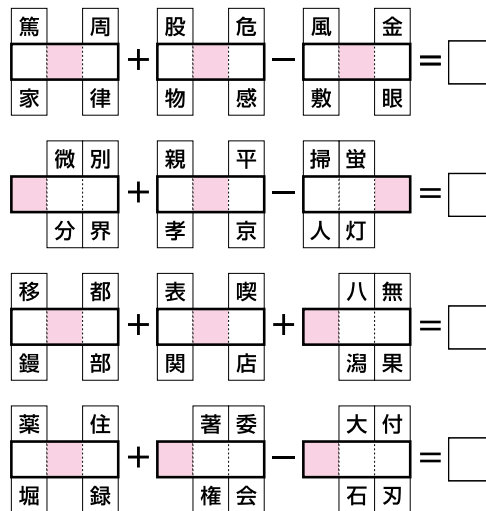 篤 周 股 危 風 金
+ − =
家 律 物 感 敷 眼
微 別 親 平 掃 蛍
+ − =
分 界 孝 京 人 灯
移 都 表 喫 八 無
+ + =
鰻 部 関 店 潟 果
薬 住 著 委 大 付
+ − =
堀 録 権 会 石 刃